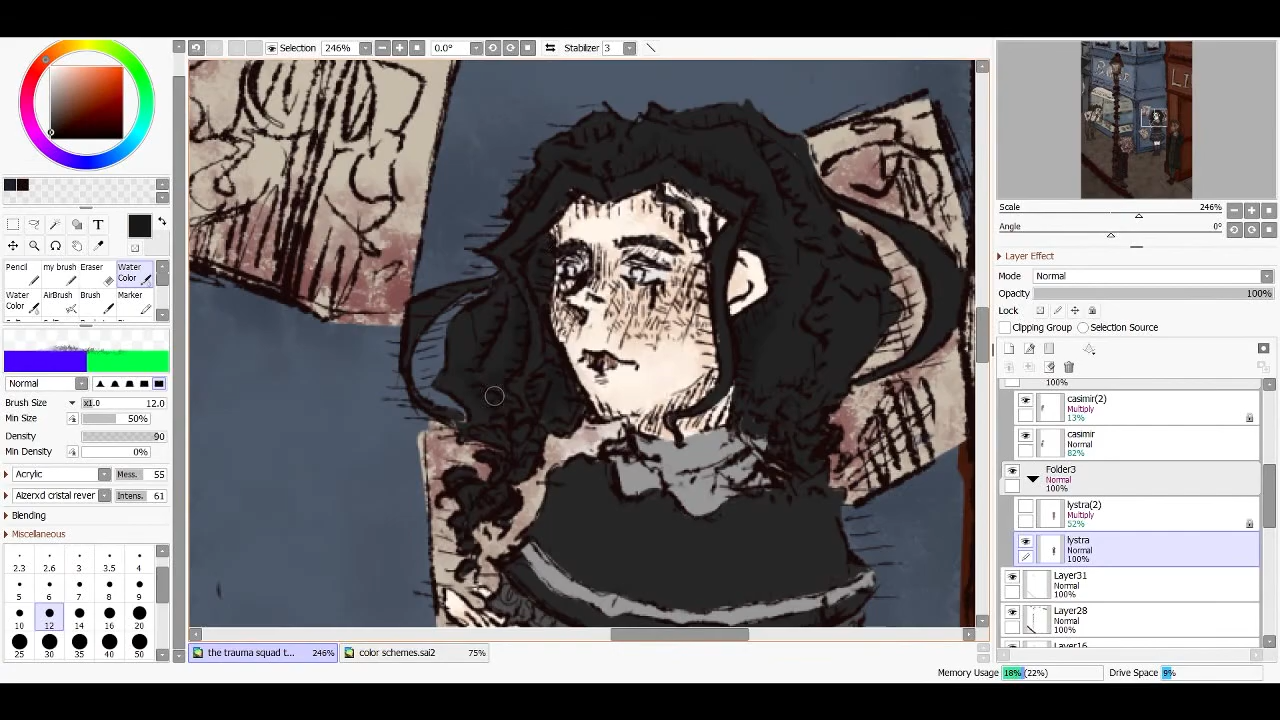 Selection 246% 0.0° Stabilizer 3
T
Pencil my brush Eraser Water Color
Water Color AirBrush Brush Marker
Normal
Brush Size x1.0 12.0
Min Size 50%
Density 90
Min Density 0%
Acrylic Mess. 55
Aizerxd cristal rever Intens. 61
Blending
Miscellaneous
2.3 2.6 3 3.5 4
5 6 7 8 9
10 12 14 16 20
25 30 35 40 50
the trauma squad t... 246% color schemes.sai2 75%
Scale 246%
Angle 0°
Layer Effect
Mode Normal
Opacity 100%
Lock
Clipping Group Selection Source
100%
casimir(2)
Multiply
13%
casimir
Normal
82%
Folder3
Normal
100%
lystra(2)
Multiply
52%
lystra
Normal
100%
Layer31
Normal
100%
Layer28
Normal
100%
Layer16
Memory Usage 18% (22%) Drive Space 9%